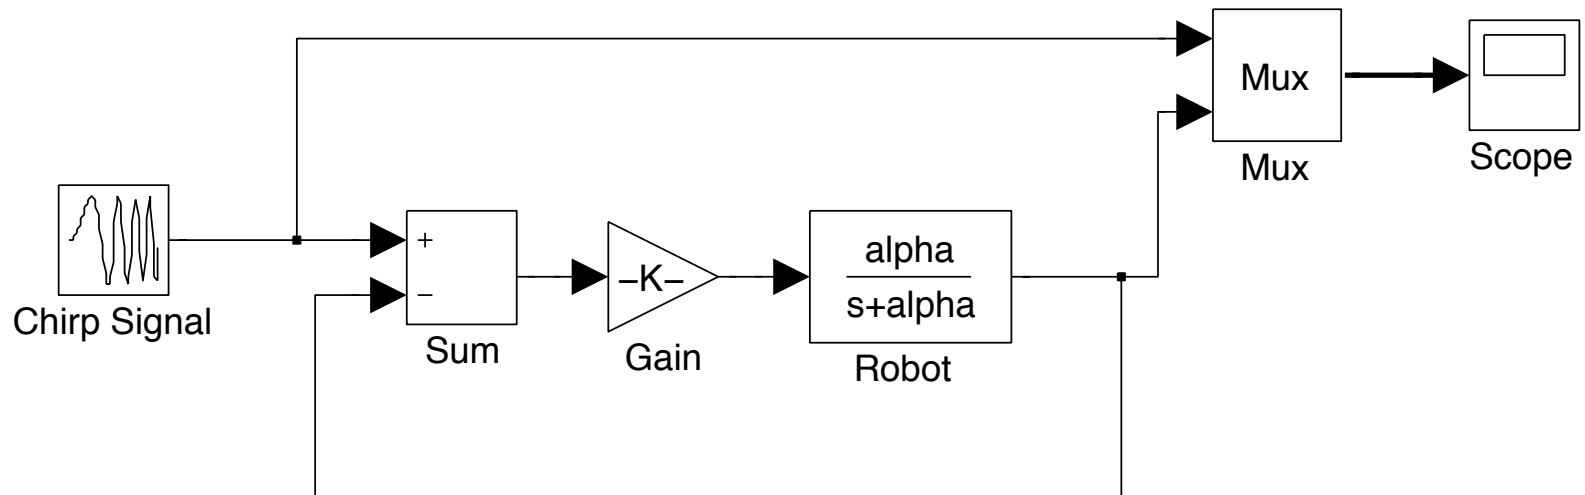 Mux
Mux
Scope
Chirp Signal
+
–
Sum
–K–
Gain
alpha
s+alpha
Robot